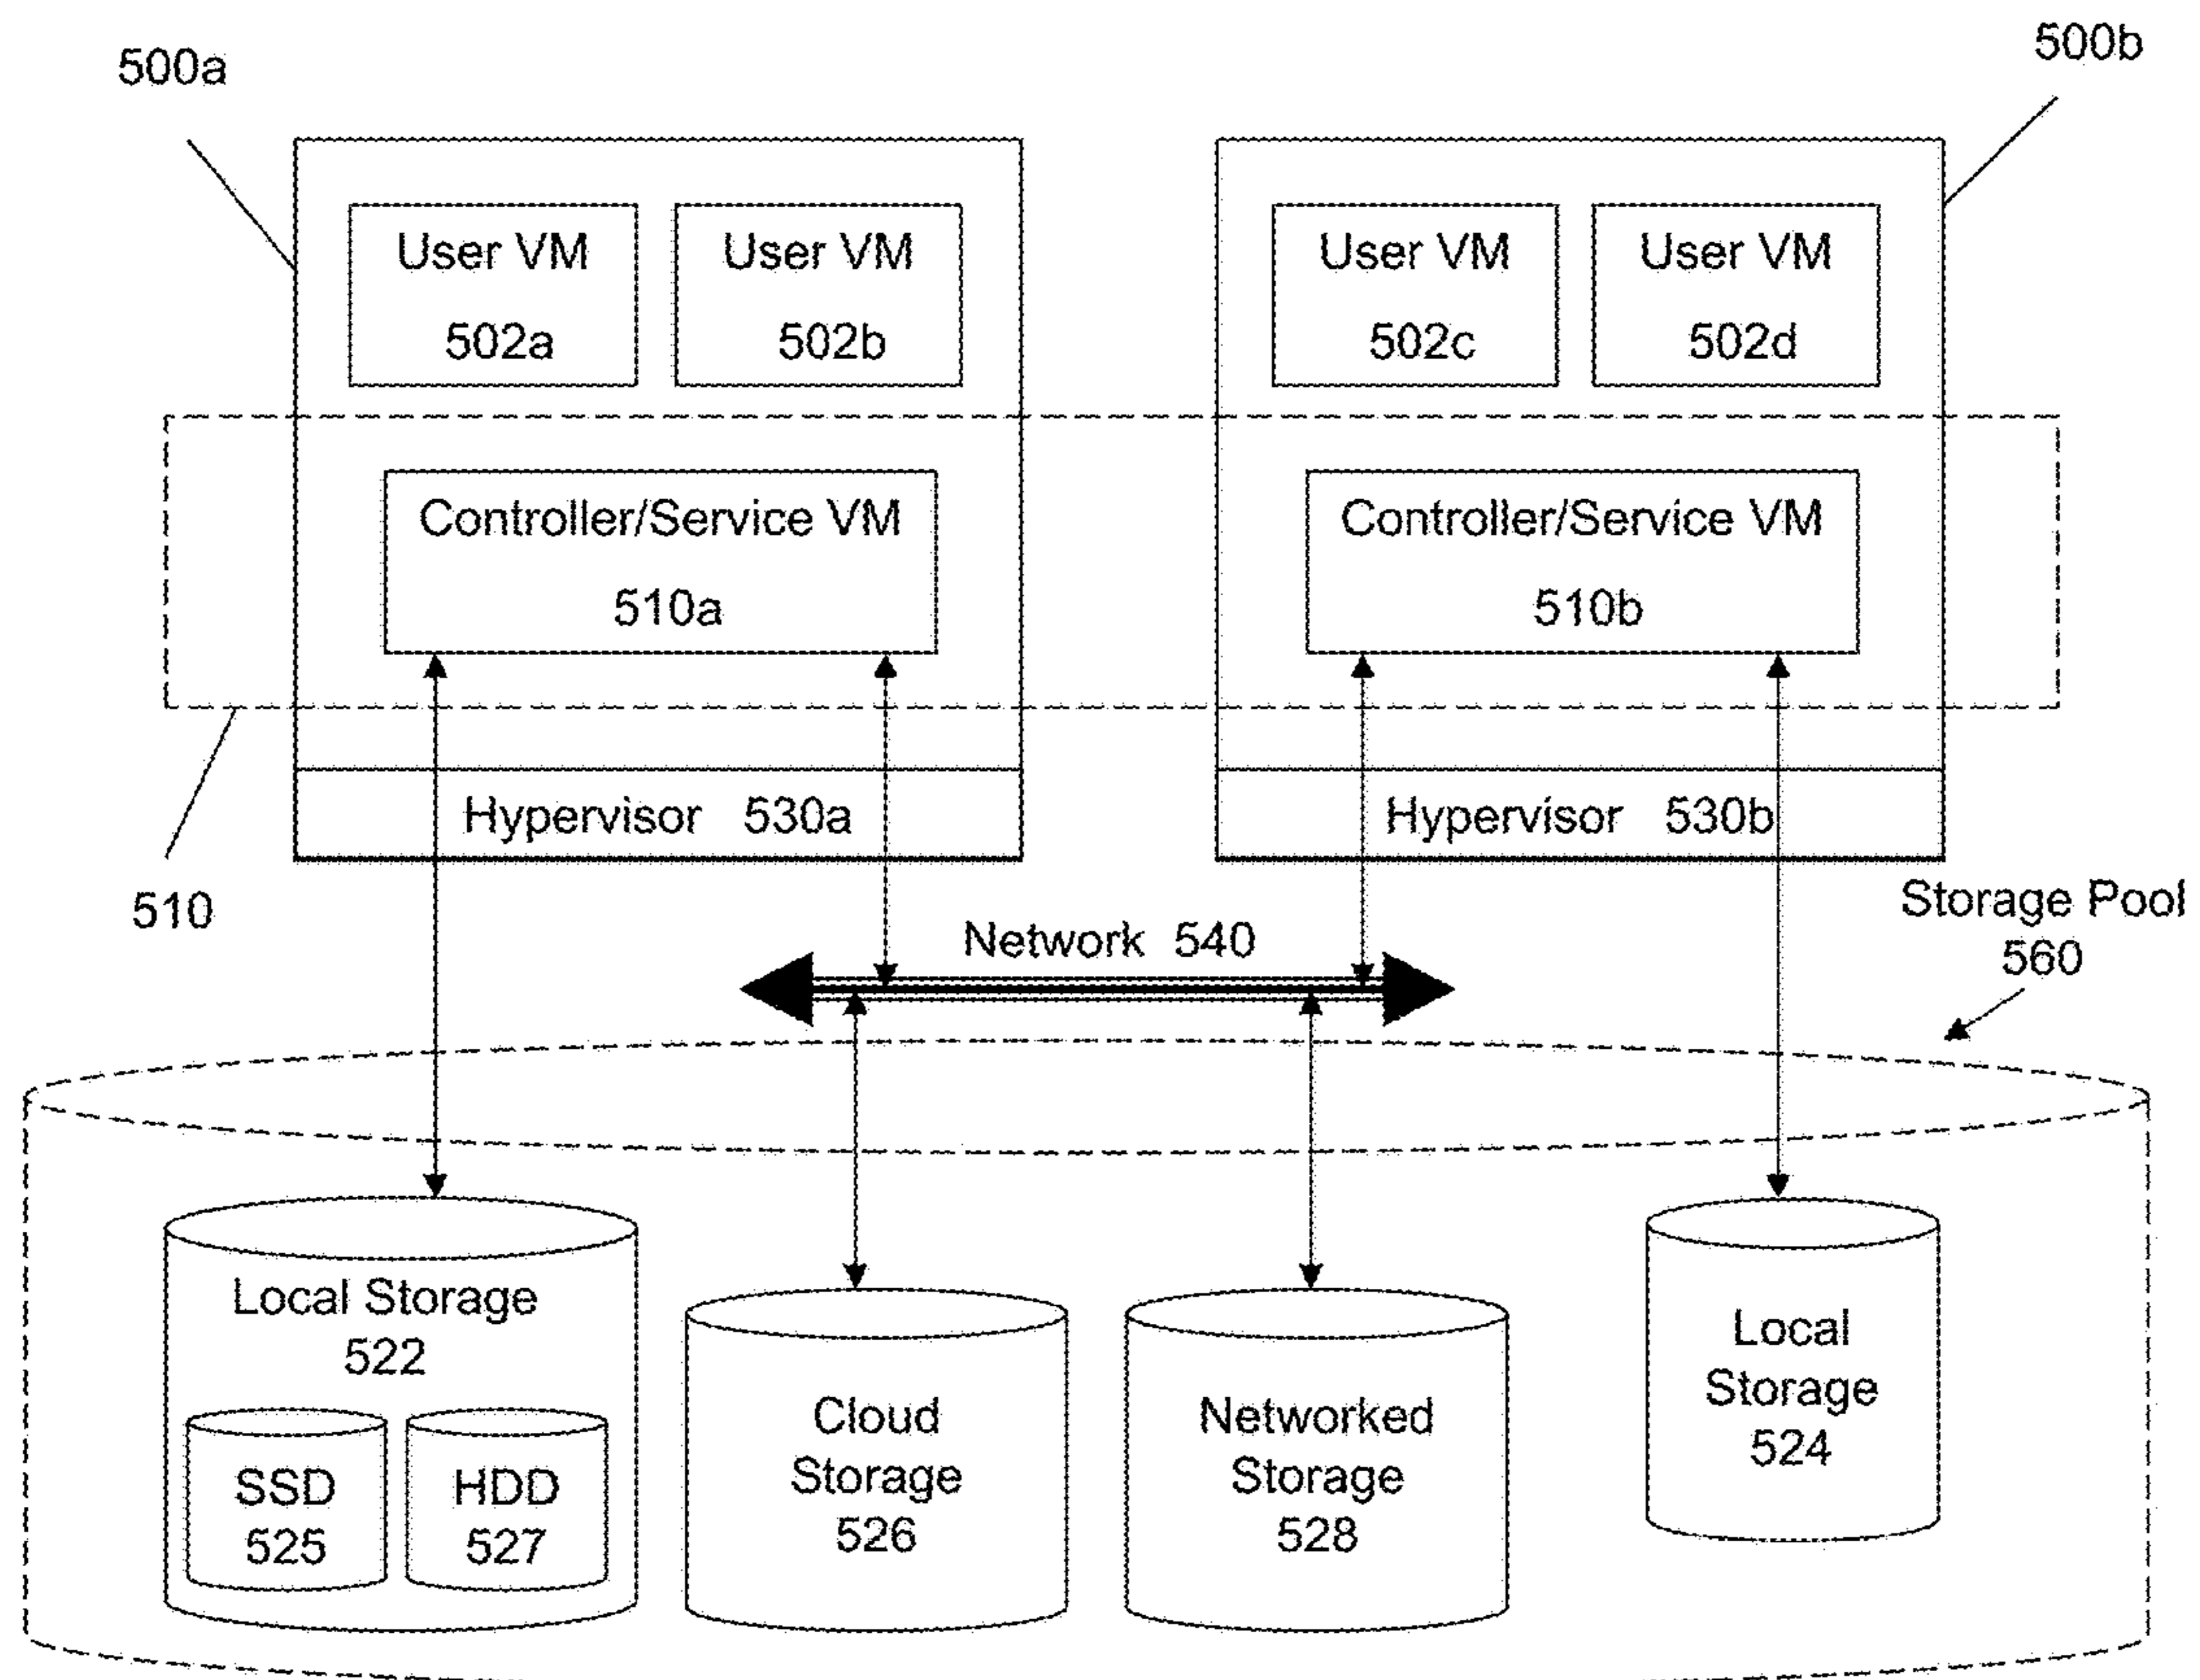 500a
500b
User VM
502a
User VM
502b
User VM
502c
User VM
502d
Controller/Service VM
510a
Controller/Service VM
510b
Hypervisor 530a
Hypervisor 530b
510
Network 540
Storage Pool
560
Local Storage
522
SSD
525
HDD
527
Cloud
Storage
526
Networked
Storage
528
Local
Storage
524